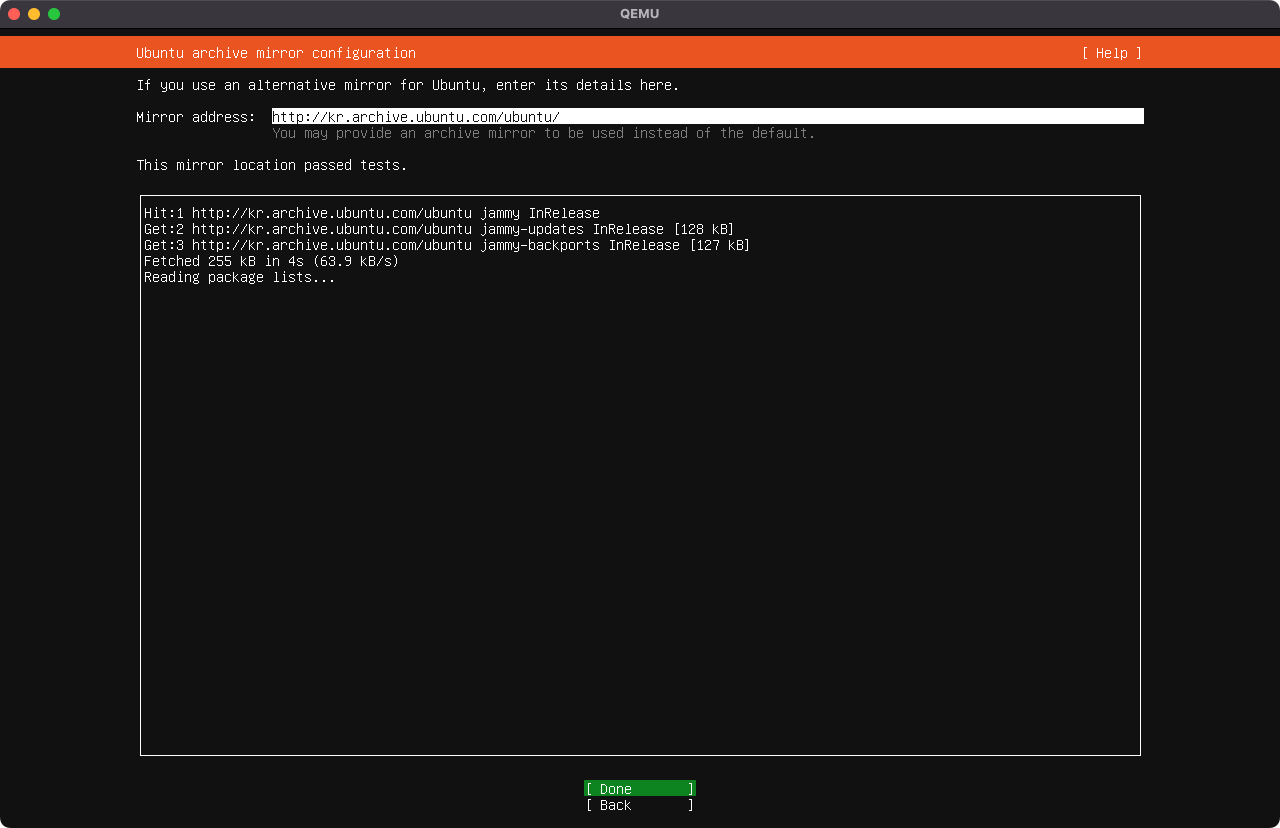 QEMU
Ubuntu archive mirror configuration [ Help ]
If you use an alternative mirror for Ubuntu, enter its details here.
Mirror address: http://kr.archive.ubuntu.com/ubuntu/
You may provide an archive mirror to be used instead of the default.
This mirror location passed tests.
Hit:1 http://kr.archive.ubuntu.com/ubuntu jammy InRelease
Get:2 http://kr.archive.ubuntu.com/ubuntu jammy-updates InRelease [128 kB]
Get:3 http://kr.archive.ubuntu.com/ubuntu jammy-backports InRelease [127 kB]
Fetched 255 kB in 4s (63.9 kB/s)
Reading package lists...
[ Done ]
[ Back ]